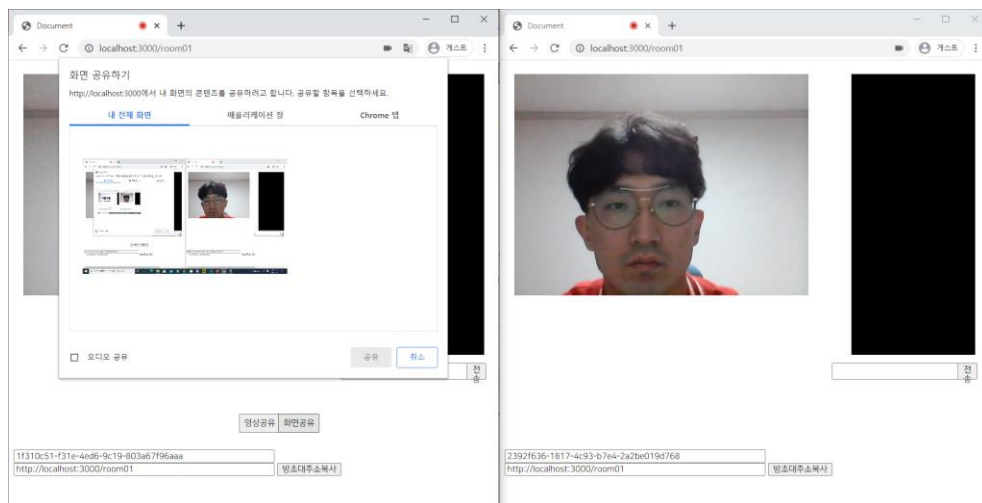 Document
localhost:3000/room01
게스트
화면 공유하기
http://localhost:3000에서 내 화면의 콘텐츠를 공유하려고 합니다. 공유할 항목을 선택하세요.
내 전체 화면
애플리케이션 창
Chrome 탭
오디오 공유
공유
취소
전송
영상공유
화면공유
1f310c51-f31e-4ed6-9c19-803a67f96aaa
http://localhost:3000/room01
방초대주소복사
Document
localhost:3000/room01
게스트
전송
2392f636-1817-4c93-b7e4-2a2be019d768
http://localhost:3000/room01
방초대주소복사